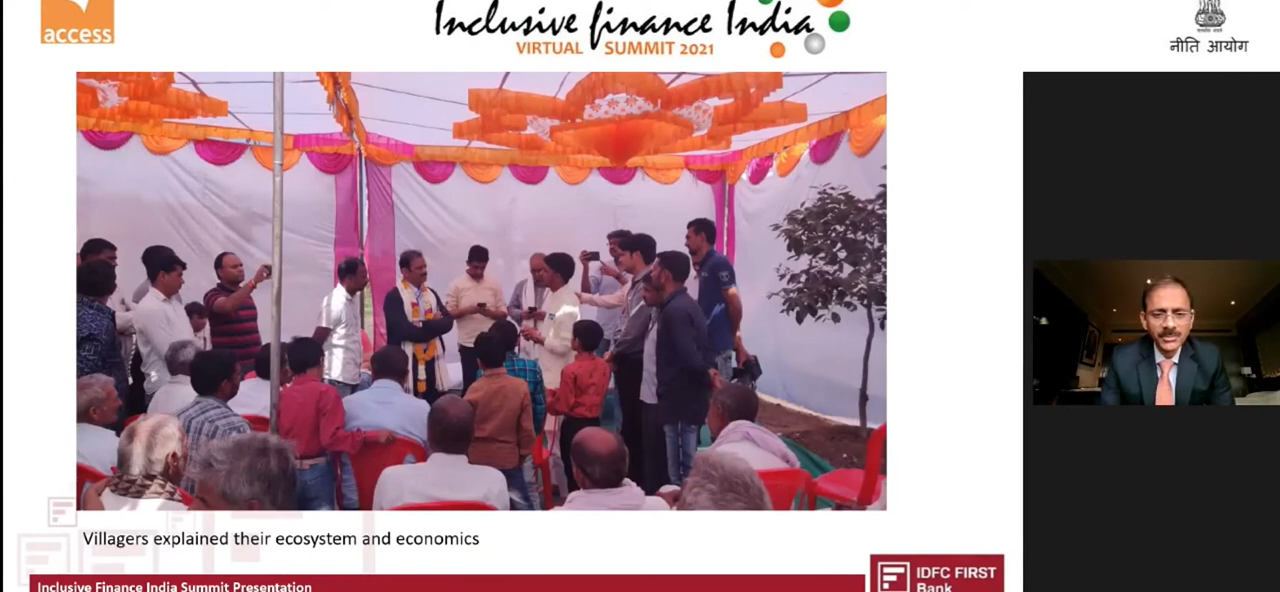 access
Inclusive finance India
VIRTUAL SUMMIT 2021
नीति आयोग
Villagers explained their ecosystem and economics
Inclusive Finance India Summit Presentation
IDFC FIRST
Bank